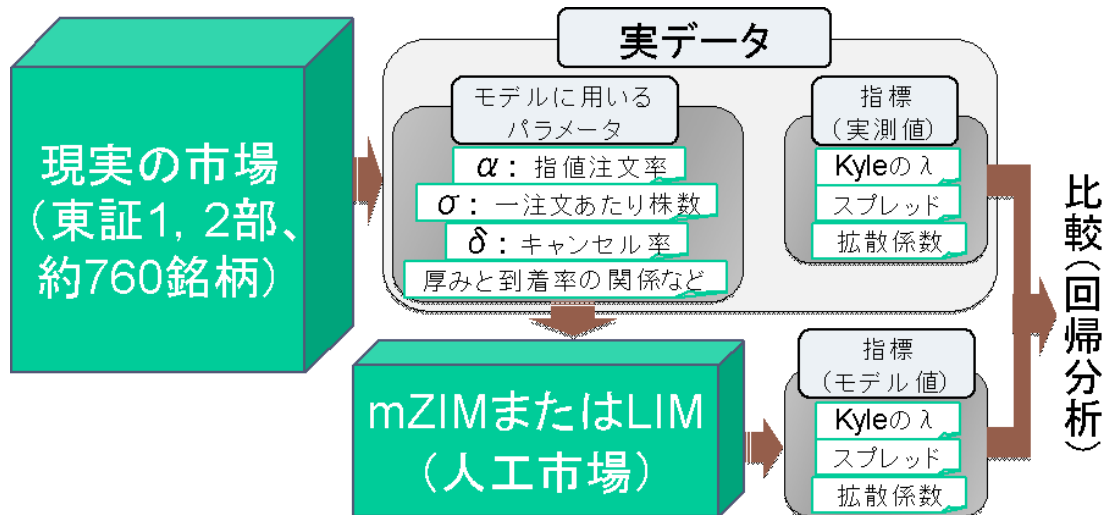 実データ
現実の市場
(東証1, 2部、
約760銘柄)
モデルに用いる
パラメータ
α: 指値注文率
σ: 一注文あたり株数
δ: キャンセル率
厚みと到着率の関係など
指標
(実測値)
Kyleのλ
スプレッド
拡散係数
mZIMまたはLIM
(人工市場)
指標
(モデル値)
Kyleのλ
スプレッド
拡散係数
比較(回帰分析)